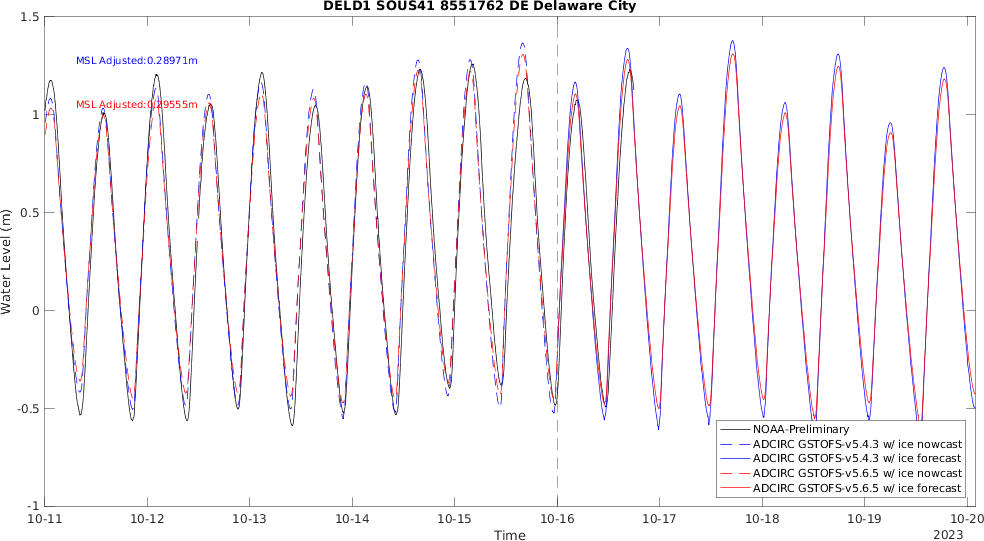 DELD1 SOUS41 8551762 DE Delaware City
1.5
1
0.5
0
-0.5
-1
Water Level (m)
MSL Adjusted:0.28971m
MSL Adjusted:0.29555m
NOAA-Preliminary
ADCIRC GSTOFS-v5.4.3 w/ ice nowcast
ADCIRC GSTOFS-v5.4.3 w/ ice forecast
ADCIRC GSTOFS-v5.6.5 w/ ice nowcast
ADCIRC GSTOFS-v5.6.5 w/ ice forecast
10-11 10-12 10-13 10-14 10-15 10-16 10-17 10-18 10-19 10-20
2023
Time